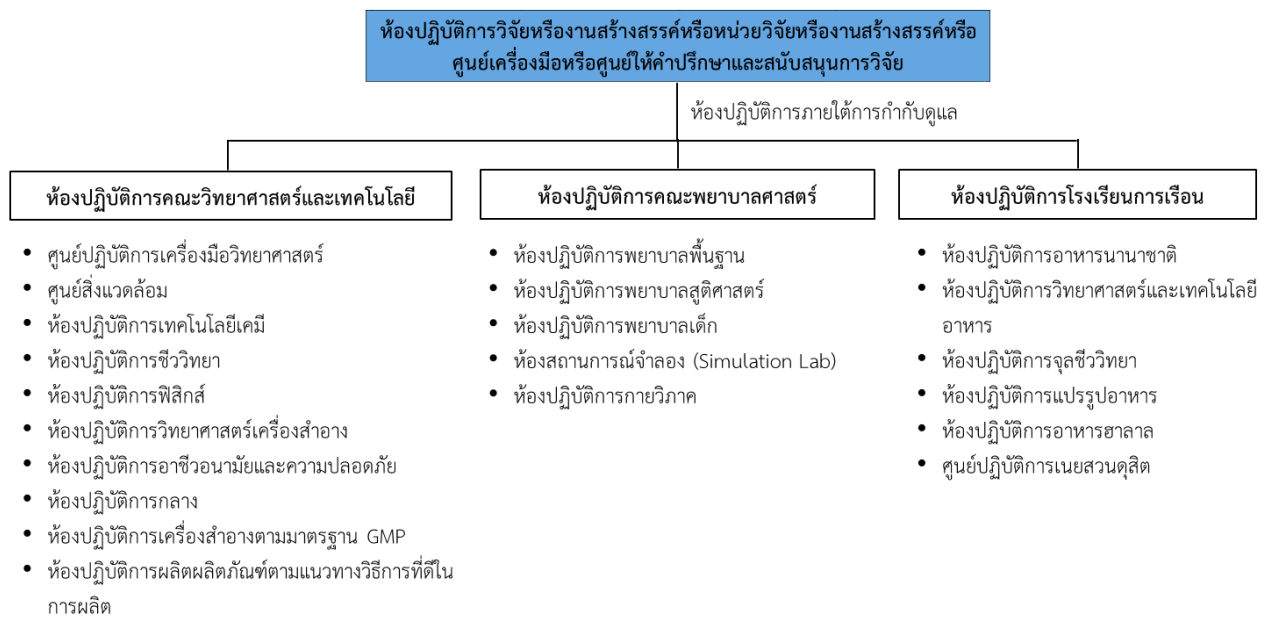 ห้องปฏิบัติการวิจัยหรืองานสร้างสรรค์หรือหน่วยวิจัยหรืองานสร้างสรรค์หรือ
ศูนย์เครื่องมือหรือศูนย์ให้คำปรึกษาและสนับสนุนการวิจัย
ห้องปฏิบัติการภายใต้การกำกับดูแล
ห้องปฏิบัติการคณะวิทยาศาสตร์และเทคโนโลยี
• ศูนย์ปฏิบัติการเครื่องมือวิทยาศาสตร์
• ศูนย์สิ่งแวดล้อม
• ห้องปฏิบัติการเทคโนโลยีเคมี
• ห้องปฏิบัติการชีววิทยา
• ห้องปฏิบัติการฟิสิกส์
• ห้องปฏิบัติการวิทยาศาสตร์เครื่องสำอาง
• ห้องปฏิบัติการอาชีวอนามัยและความปลอดภัย
• ห้องปฏิบัติการกลาง
• ห้องปฏิบัติการเครื่องสำอางตามมาตรฐาน GMP
• ห้องปฏิบัติการผลิตผลิตภัณฑ์ตามแนวทางวิธีการที่ดีใน
การผลิต
ห้องปฏิบัติการคณะพยาบาลศาสตร์
• ห้องปฏิบัติการพยาบาลพื้นฐาน
• ห้องปฏิบัติการพยาบาลสูติศาสตร์
• ห้องปฏิบัติการพยาบาลเด็ก
• ห้องสถานการณ์จำลอง (Simulation Lab)
• ห้องปฏิบัติการกายวิภาค
ห้องปฏิบัติการโรงเรียนการเรือน
• ห้องปฏิบัติการอาหารนานาชาติ
• ห้องปฏิบัติการวิทยาศาสตร์และเทคโนโลยี
อาหาร
• ห้องปฏิบัติการจุลชีววิทยา
• ห้องปฏิบัติการแปรรูปอาหาร
• ห้องปฏิบัติการอาหารฮาลาล
• ศูนย์ปฏิบัติการเนยสวนดุสิต